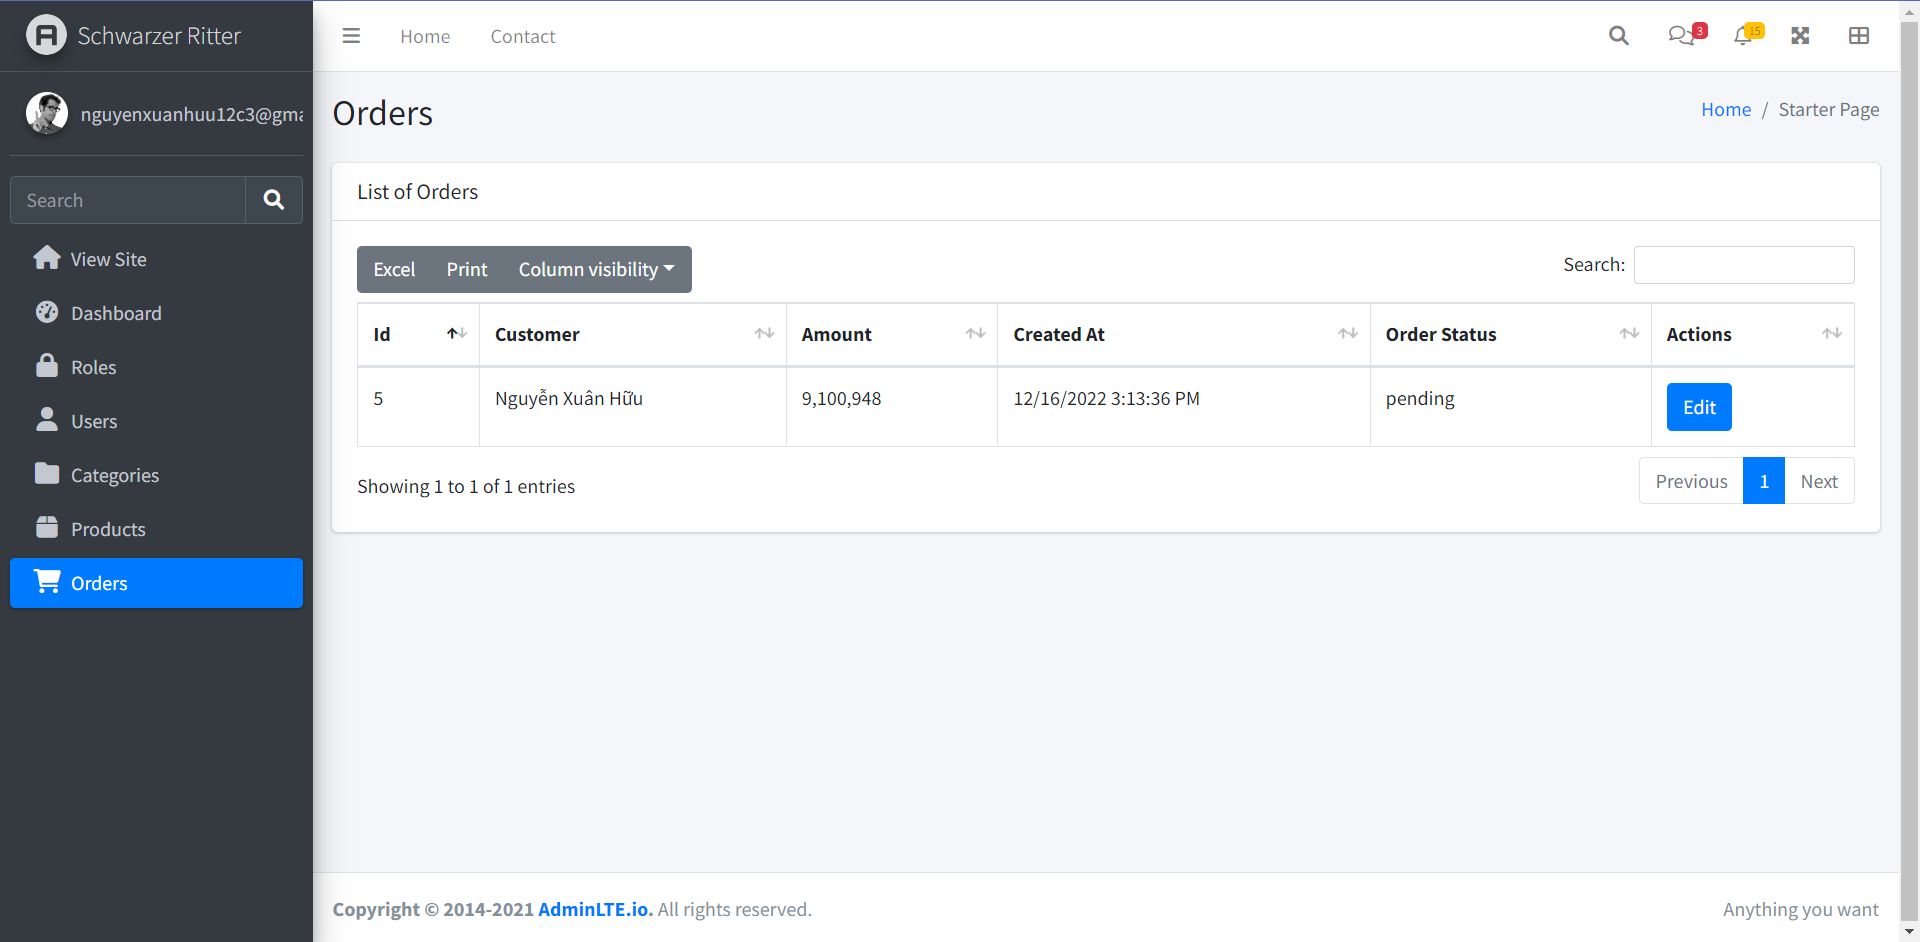 Schwarzer Ritter
Home
Contact
3
15
nguyenxuanhuu12c3@gma
Search
View Site
Dashboard
Roles
Users
Categories
Products
Orders
Orders
Home / Starter Page
List of Orders
Excel Print Column visibility
Search:
Id Customer Amount Created At Order Status Actions
5 Nguyễn Xuân Hữu 9,100,948 12/16/2022 3:13:36 PM pending Edit
Showing 1 to 1 of 1 entries
Previous 1 Next
Copyright © 2014-2021 AdminLTE.io. All rights reserved.
Anything you want